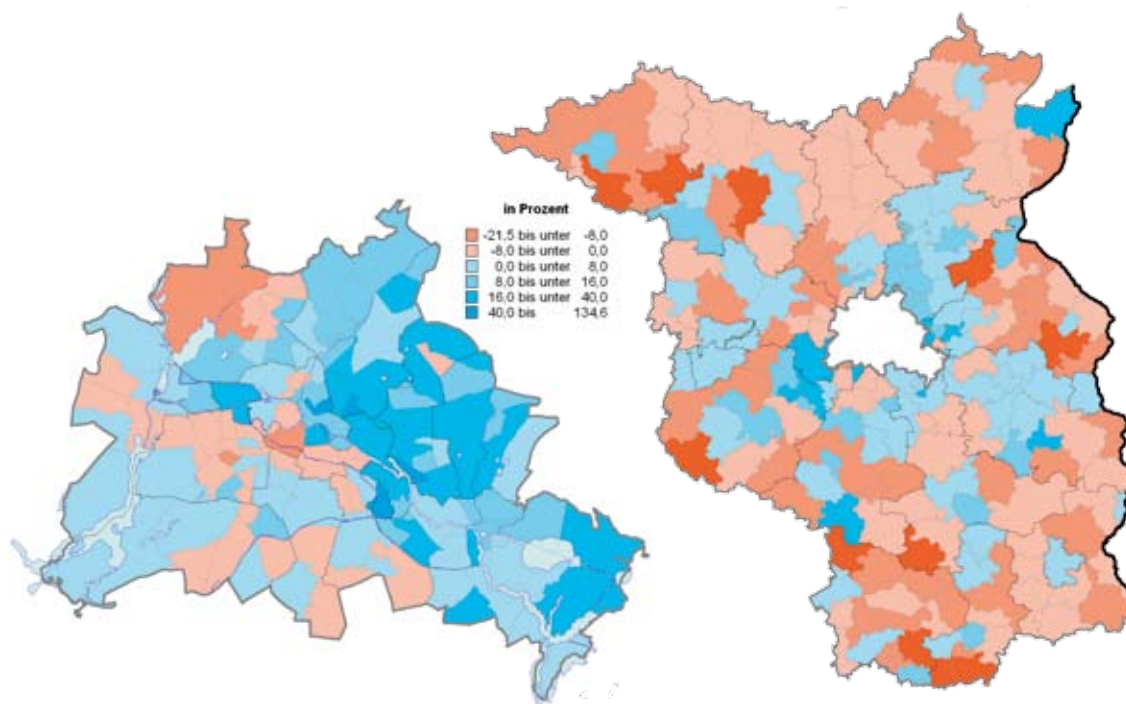 in Prozent
-21,5 bis unter -8,0
-8,0 bis unter 0,0
0,0 bis unter 8,0
8,0 bis unter 16,0
16,0 bis unter 40,0
40,0 bis 134,6